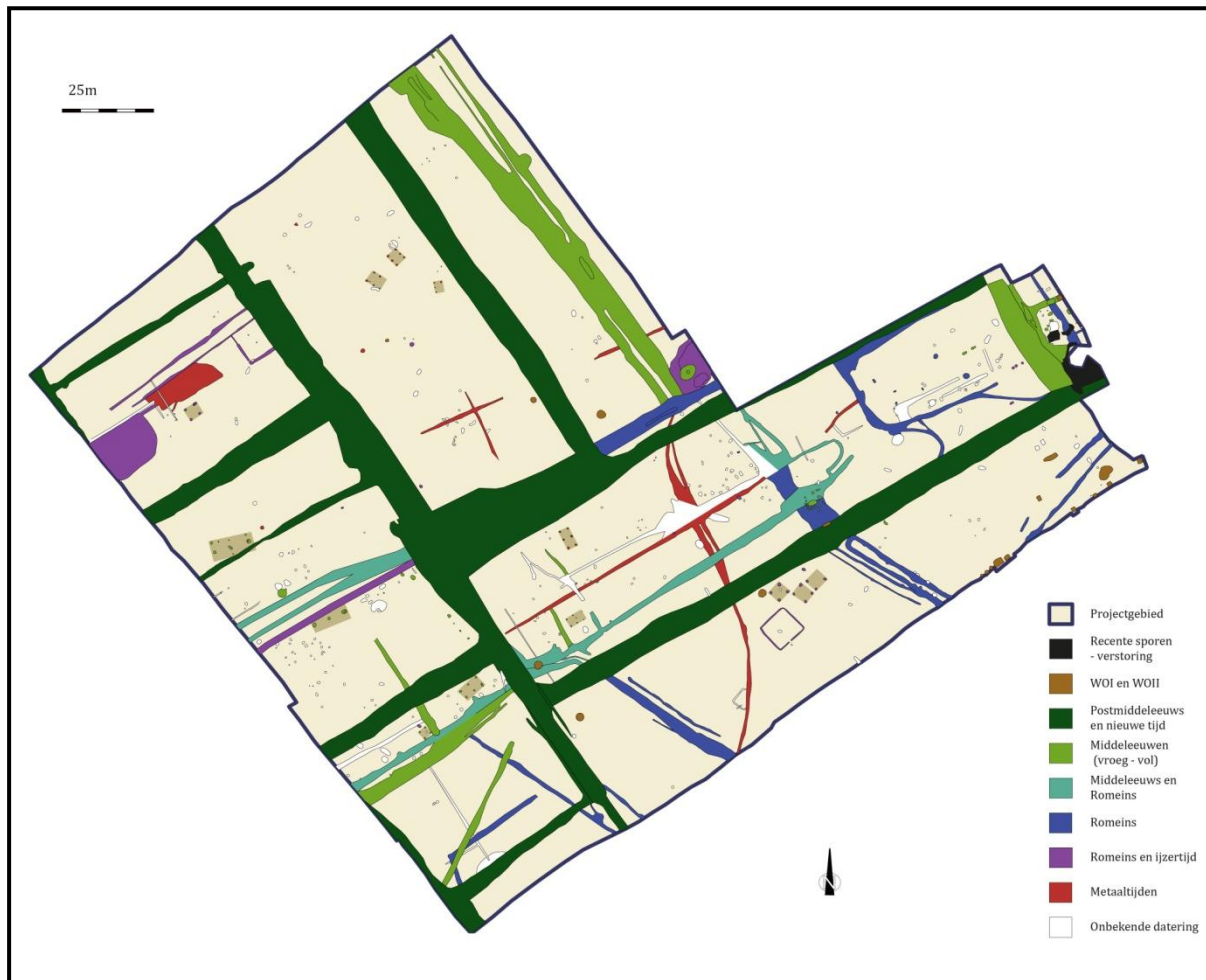 25m
Projectgebied
Recente sporen
- verstoring
WOI en WOII
Postmiddeleeuws
en nieuwe tijd
Middeleeuwen
(vroeg - vol)
Middeleeuws en
Romeins
Romeins
Romeins en ijzertijd
Metaaltijden
Onbekende datering
N